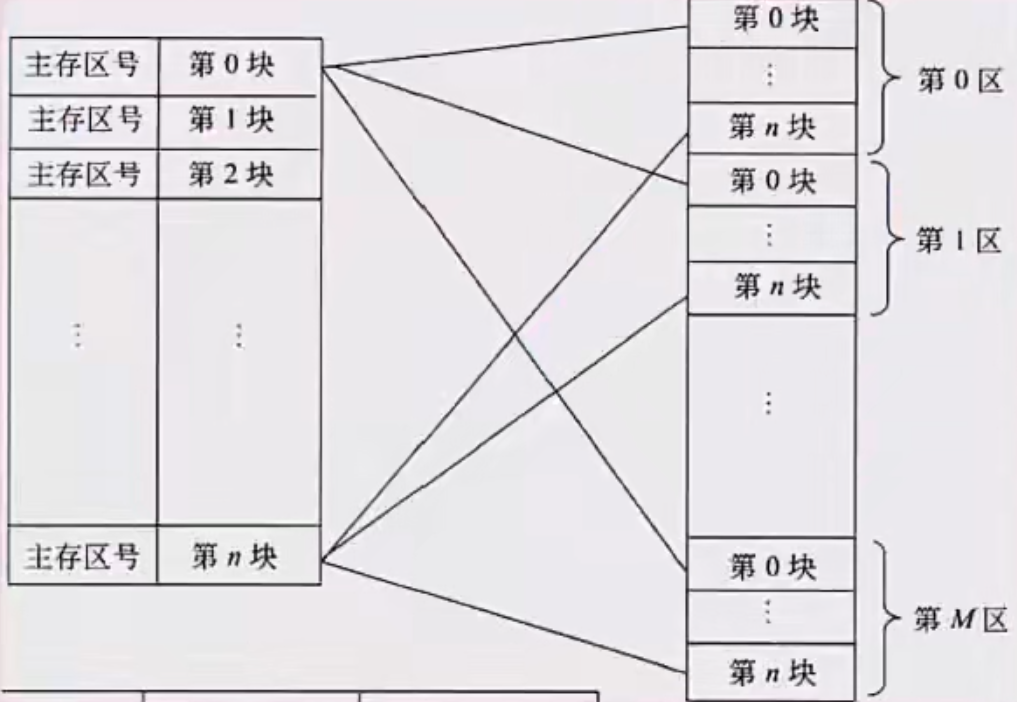 主存区号 第 0 块
主存区号 第 1 块
主存区号 第 2 块
⋮ ⋮
主存区号 第 n 块
第 0 块
⋮
第 n 块
第 0 区
第 0 块
⋮
第 n 块
第 1 区
⋮
第 0 块
⋮
第 n 块
第 M 区